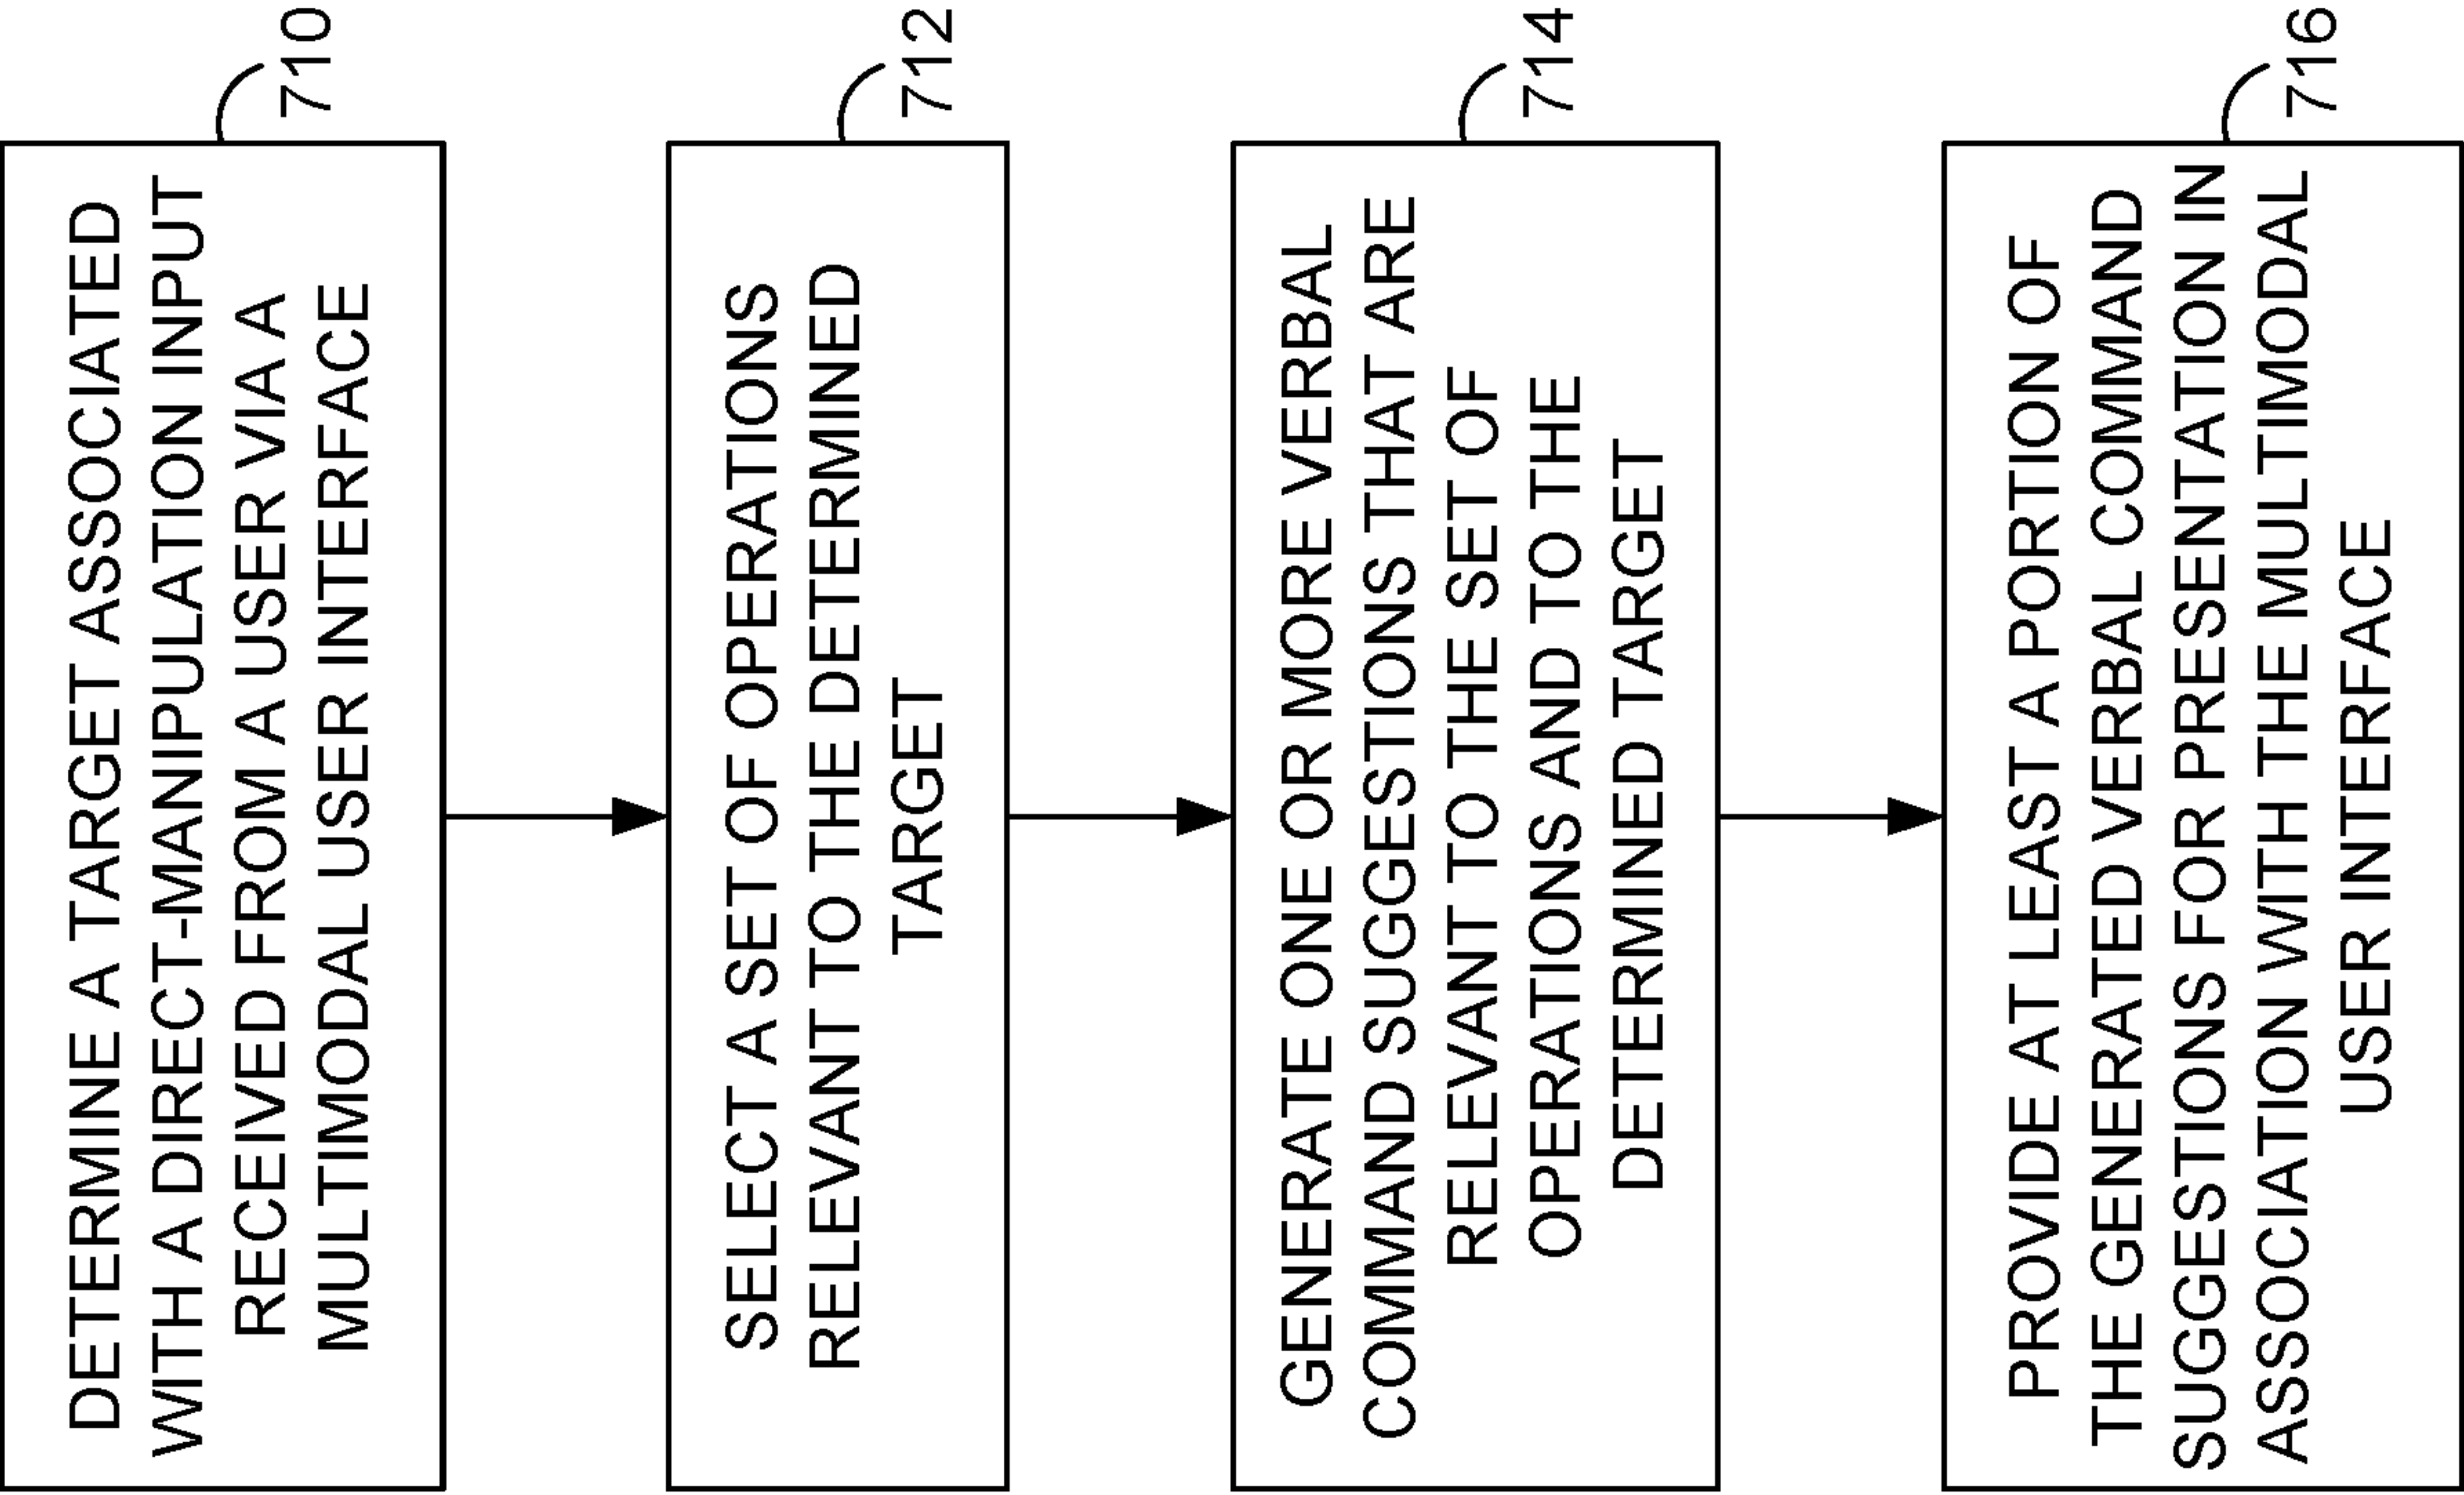 DETERMINE A TARGET ASSOCIATED
WITH A DIRECT-MANIPULATION INPUT
RECEIVED FROM A USER VIA A
MULTIMODAL USER INTERFACE
710
SELECT A SET OF OPERATIONS
RELEVANT TO THE DETERMINED
TARGET
712
GENERATE ONE OR MORE VERBAL
COMMAND SUGGESTIONS THAT ARE
RELEVANT TO THE SET OF
OPERATIONS AND TO THE
DETERMINED TARGET
714
PROVIDE AT LEAST A PORTION OF
THE GENERATED VERBAL COMMAND
SUGGESTIONS FOR PRESENTATION IN
ASSOCIATION WITH THE MULTIMODAL
USER INTERFACE
716